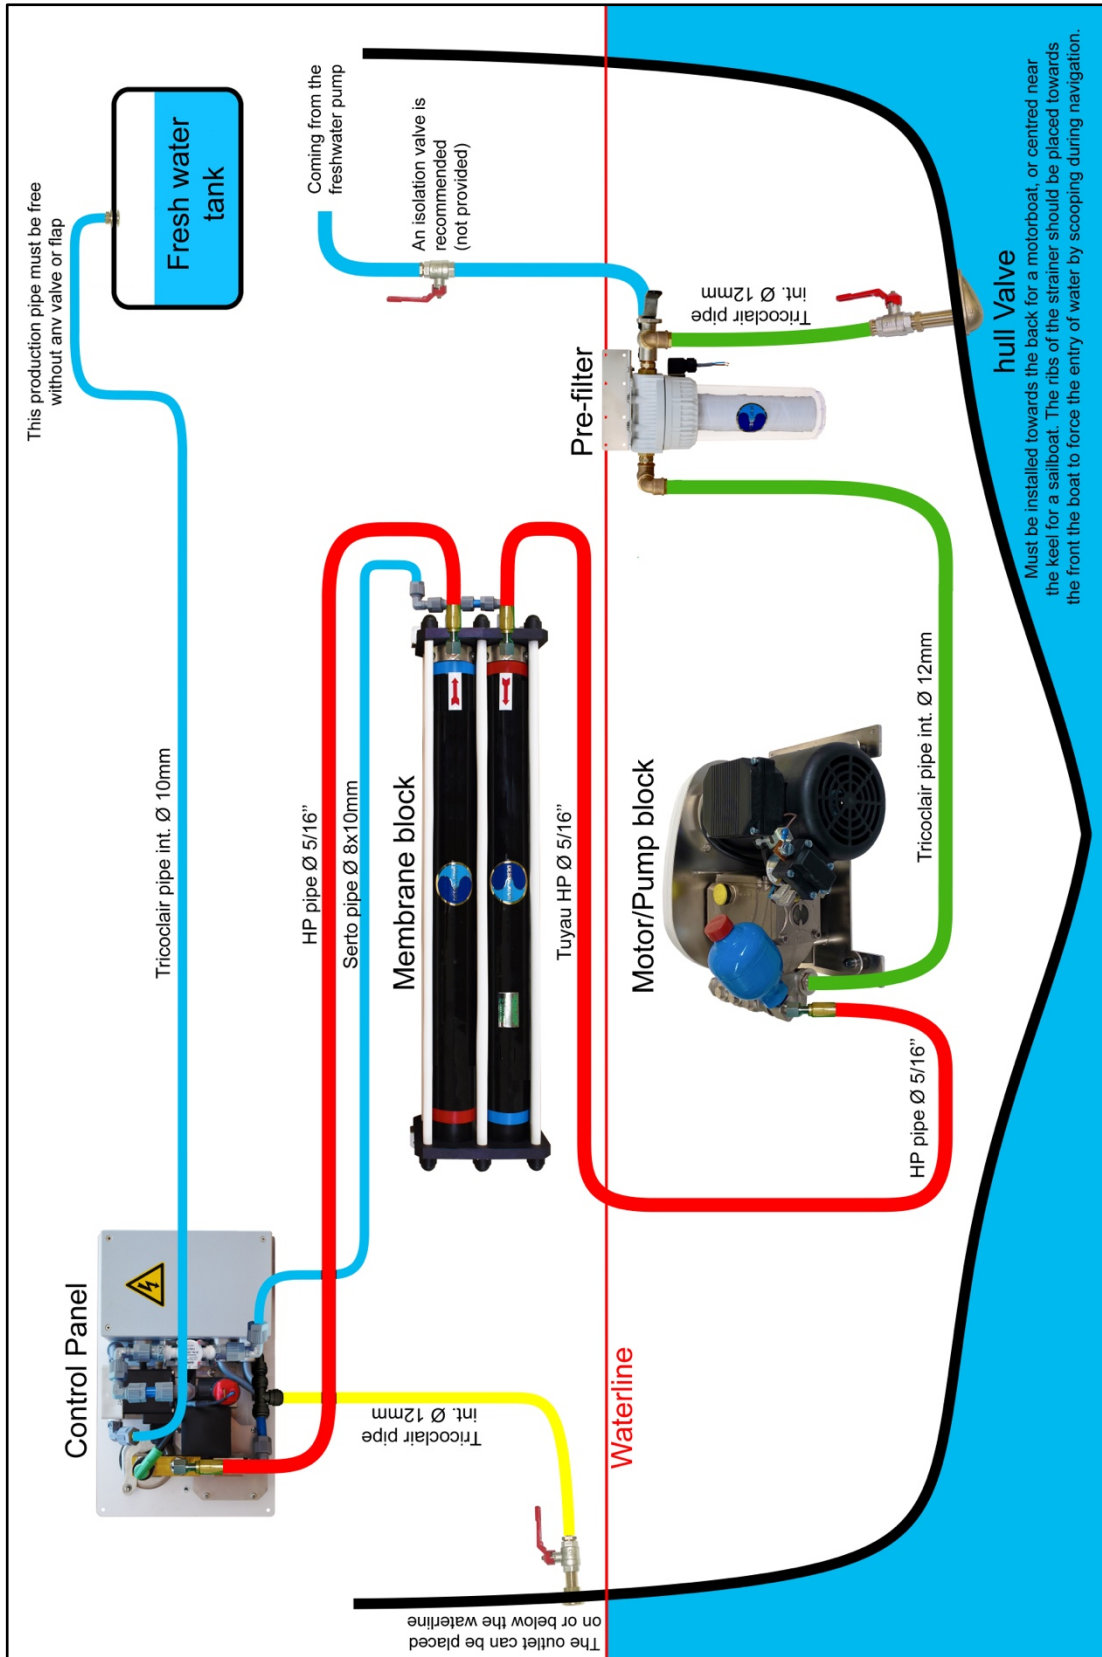 This production pipe must be free
without any valve or flap
Fresh water
tank
Coming from the
freshwater pump
An isolation valve is
recommended
(not provided)
Tricoclair pipe int. Ø 10mm
Control Panel
HP pipe Ø 5/16”
Serto pipe Ø 8x10mm
Membrane block
Tuyau HP Ø 5/16”
Pre-filter
Tricoclair pipe
int. Ø 12mm
Tricoclair pipe
int. Ø 12mm
Motor/Pump block
Waterline
The outlet can be placed
on or below the waterline
HP pipe Ø 5/16”
Tricoclair pipe int. Ø 12mm
hull Valve
Must be installed towards the back for a motorboat, or centred near
the keel for a sailboat. The ribs of the strainer should be placed towards
the front the boat to force the entry of water by scooping during navigation.